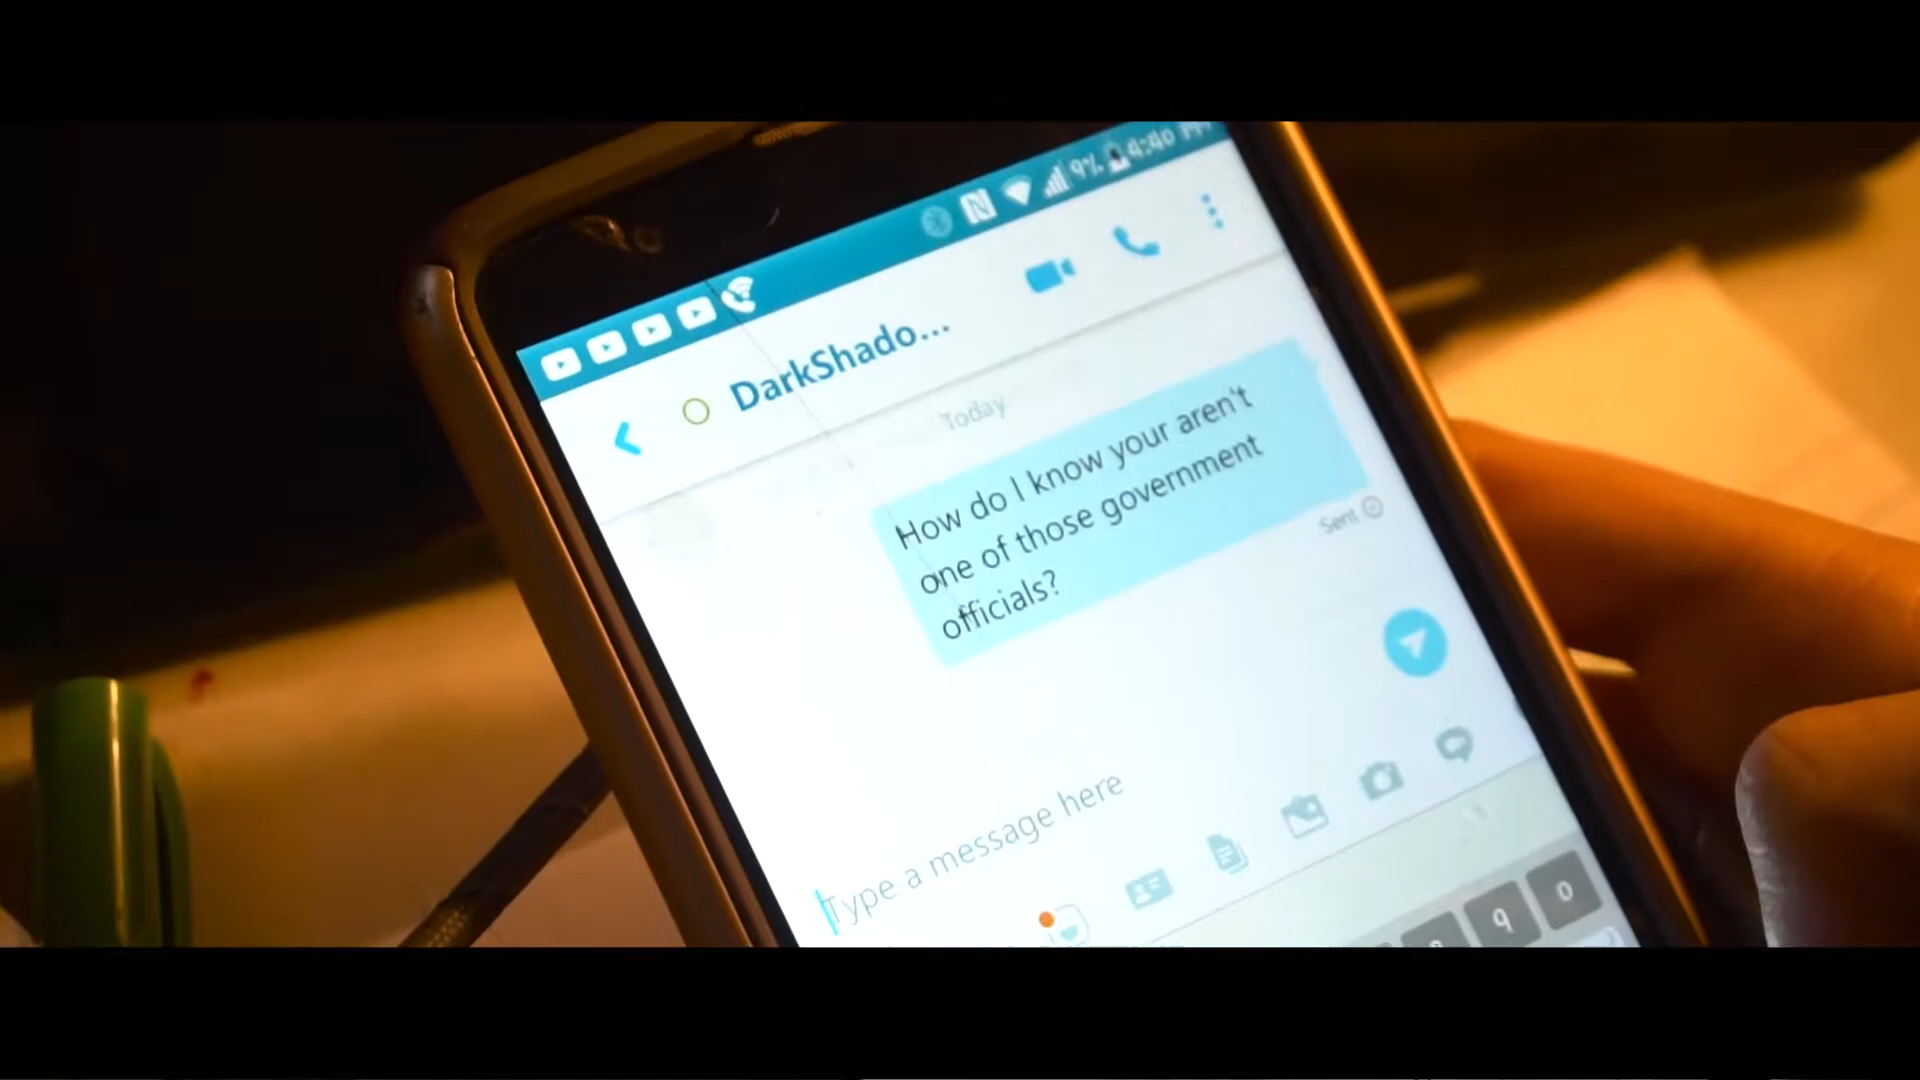 9% 4:40 PM
DarkShado...
Today
How do I know your aren't
one of those government
officials?
Sent
Type a message here
9 0